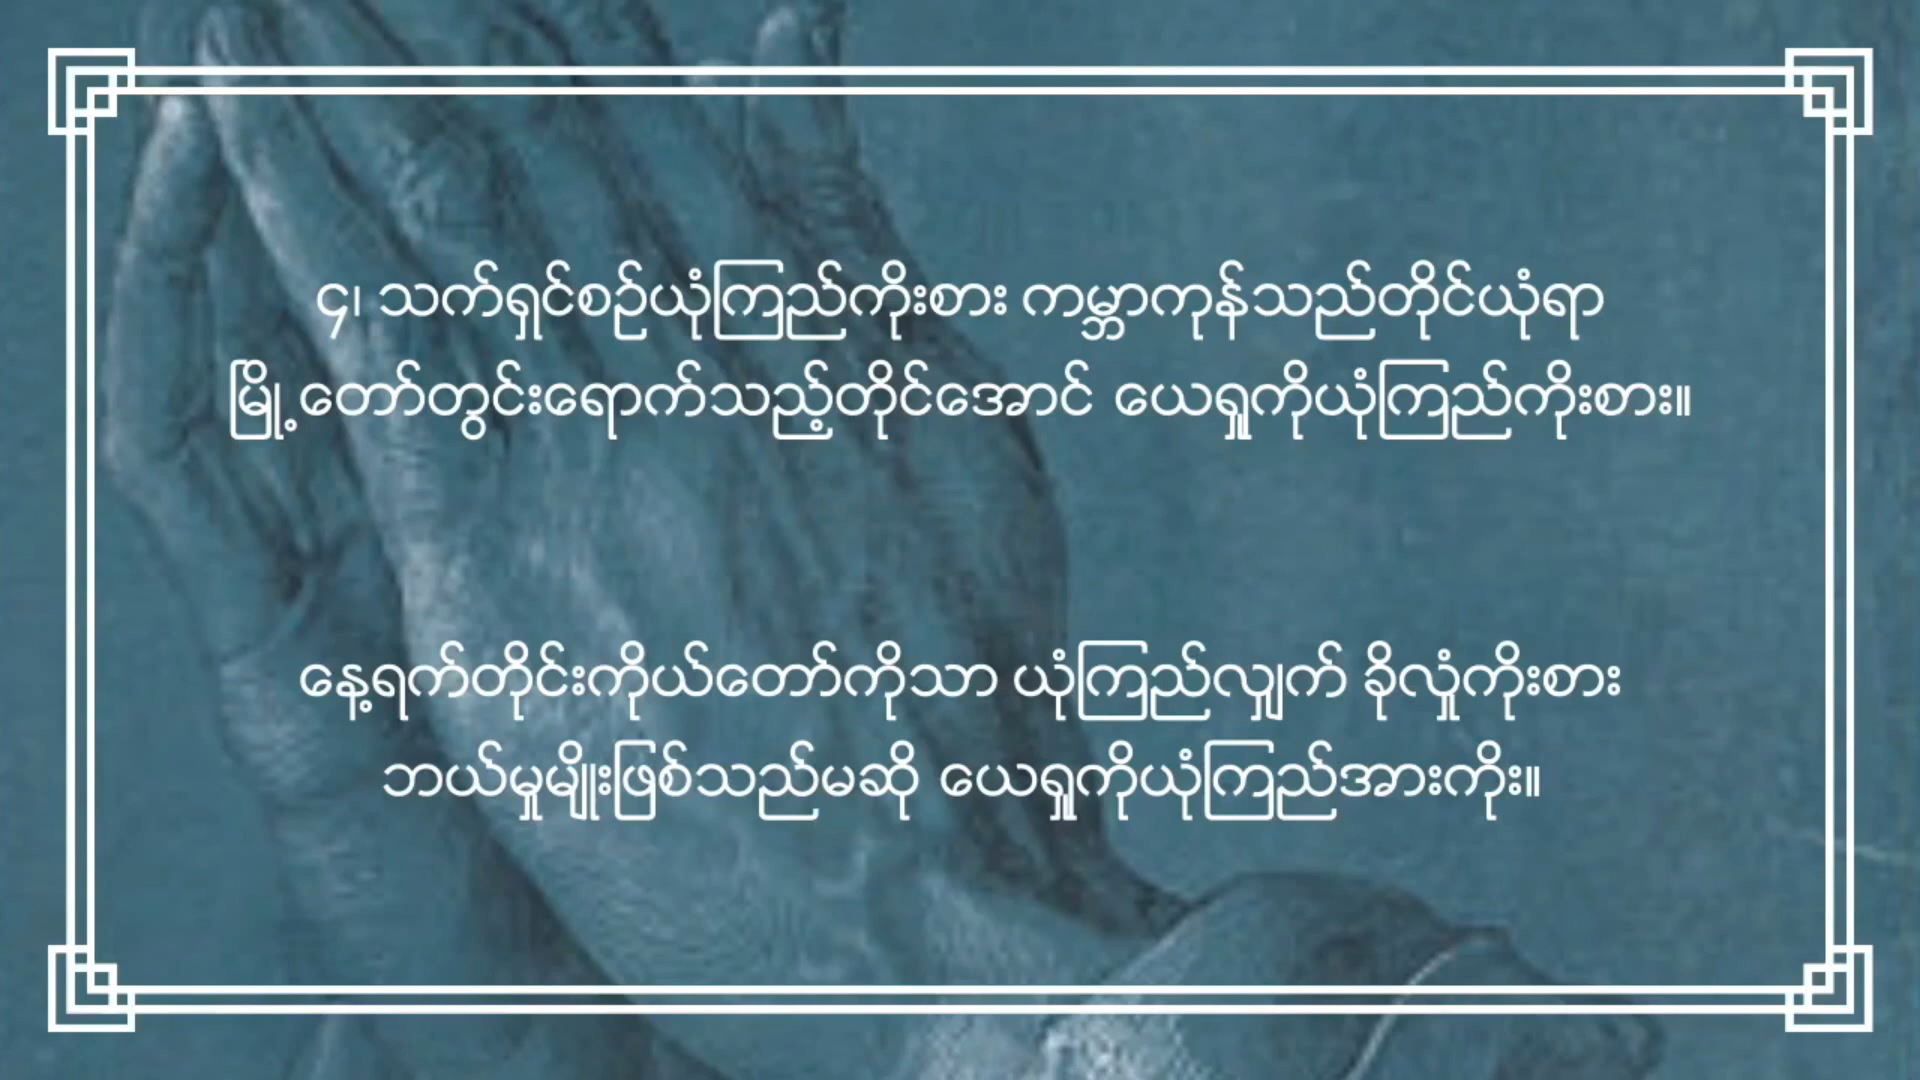 ၄၊ သက်ရှင်စဉ်ယုံကြည်ကိုးစား ကမ္ဘာကုန်သည်တိုင်ယုံရာ
မြို့တော်တွင်းရောက်သည့်တိုင်အောင် ယေရှုကိုယုံကြည်ကိုးစား။
နေ့ရက်တိုင်းကိုယ်တော်ကိုသာ ယုံကြည်လျှက် ခိုလှုံကိုးစား
ဘယ်မှုမျိုးဖြစ်သည်မဆို ယေရှုကိုယုံကြည်အားကိုး။